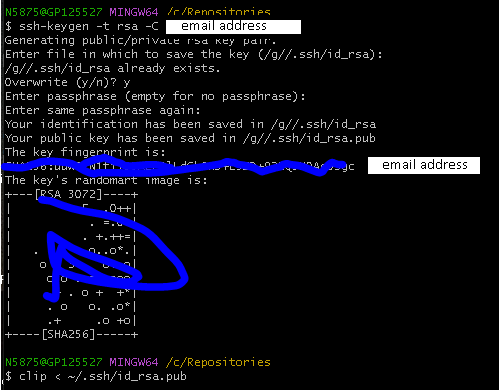 N5875@GP125527 MINGW64 /c/Repositories
$ ssh-keygen -t rsa -C email address
Generating public/private rsa key pair.
Enter file in which to save the key (/g//.ssh/id_rsa):
/g//.ssh/id_rsa already exists.
Overwrite (y/n)? y
Enter passphrase (empty for no passphrase):
Enter same passphrase again:
Your identification has been saved in /g//.ssh/id_rsa
Your public key has been saved in /g//.ssh/id_rsa.pub
The key fingerprint is:
email address
The key's randomart image is:
+---[RSA 3072]----+
+----[SHA256]-----+
N5875@GP125527 MINGW64 /c/Repositories
$ clip < ~/.ssh/id_rsa.pub